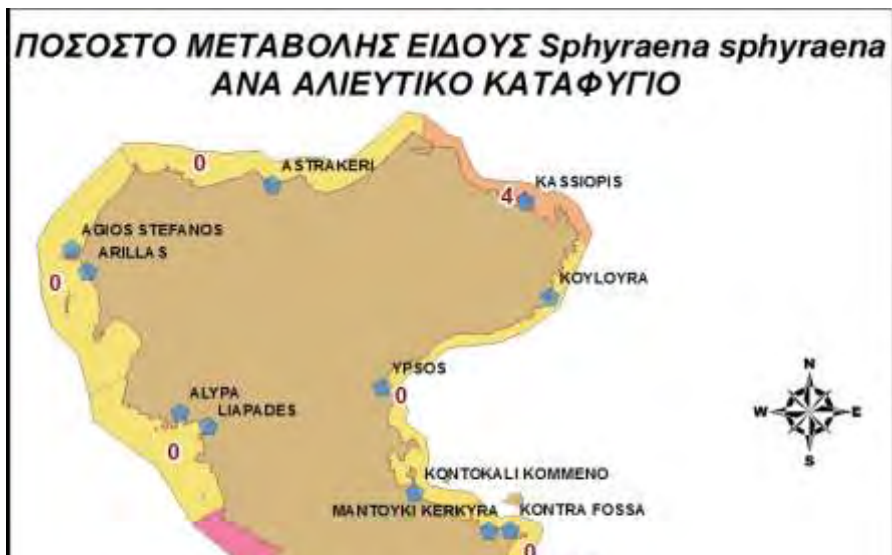 ΠΟΣΟΣΤΟ ΜΕΤΑΒΟΛΗΣ ΕΙΔΟΥΣ Sphyraena sphyraena
ΑΝΑ ΑΛΙΕΥΤΙΚΟ ΚΑΤΑΦΥΓΙΟ
0
ASTRAKERI
KASSIOPIS
4
AGIOS STEFANOS
ARILLAS
0
KOYLOYRA
YPSOS
0
ALYPA
LIAPADES
0
KONTOKALI KOMMENO
MANTOYKI KERKYRA
KONTRA FOSSA
0
N
W
E
S